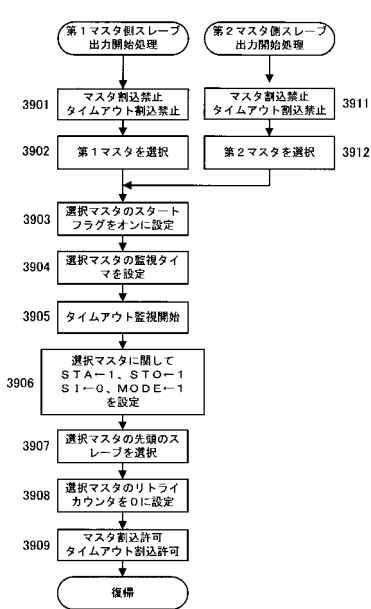 第1マスタ側スレーブ
出力開始処理
第2マスタ側スレーブ
出力開始処理
3901
マスタ割込禁止
タイムアウト割込禁止
マスタ割込禁止
タイムアウト割込禁止
3911
3902
第1マスタを選択
第2マスタを選択
3912
3903
選択マスタのスタート
フラグをオンに設定
3904
選択マスタの監視タイ
マを設定
3905
タイムアウト監視開始
3906
選択マスタに関して
STA←1、STO←1
SI←0、MODE←1
を設定
3907
選択マスタの先頭のス
レーブを選択
3908
選択マスタのリトライ
カウンタを0に設定
3909
マスタ割込許可
タイムアウト割込許可
復帰